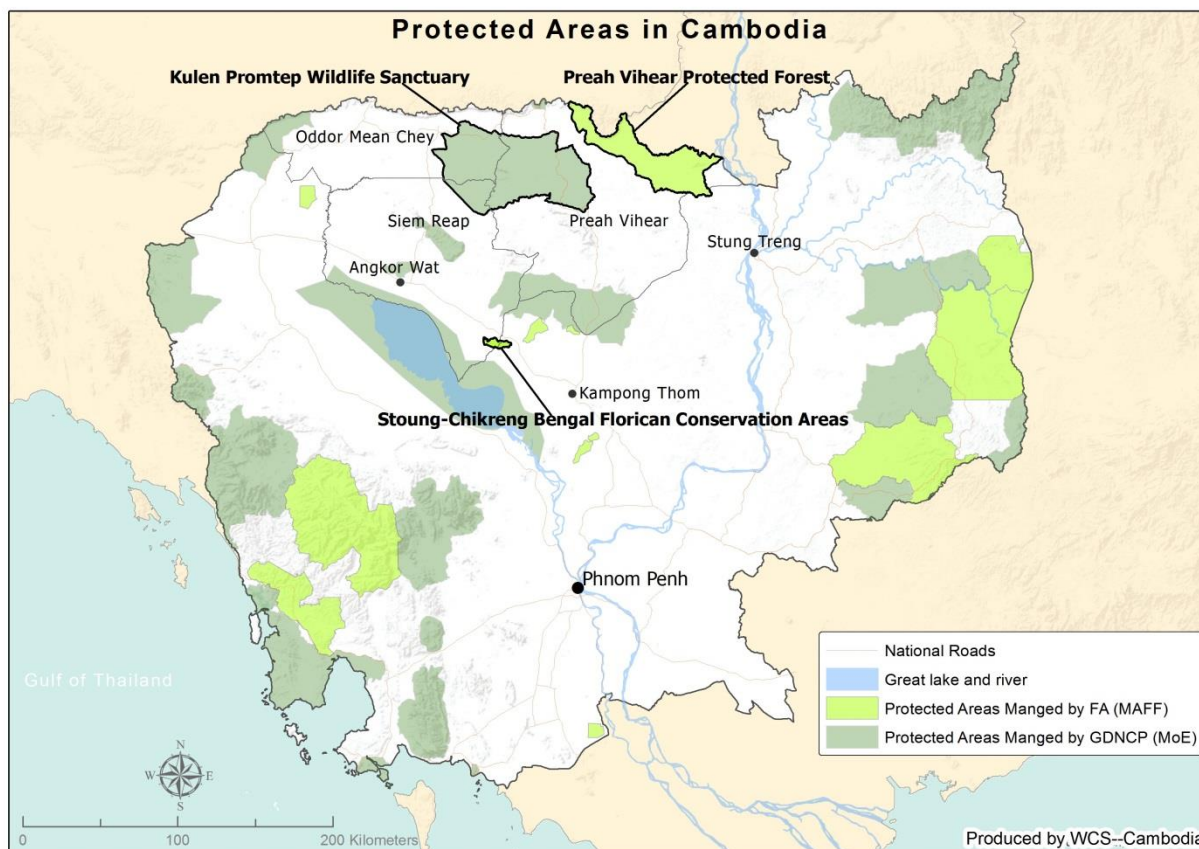 Protected Areas in Cambodia
Kulen Promtep Wildlife Sanctuary
Preah Vihear Protected Forest
Oddor Mean Chey
Siem Reap
Preah Vihear
Stung Treng
Angkor Wat
Kampong Thom
Stoung-Chikreng Bengal Florican Conservation Areas
Phnom Penh
Gulf of Thailand
National Roads
Great lake and river
Protected Areas Manged by FA (MAFF)
Protected Areas Manged by GDNCP (MoE)
N
W E
S
0 100 200 Kilometers
Produced by WCS--Cambodia